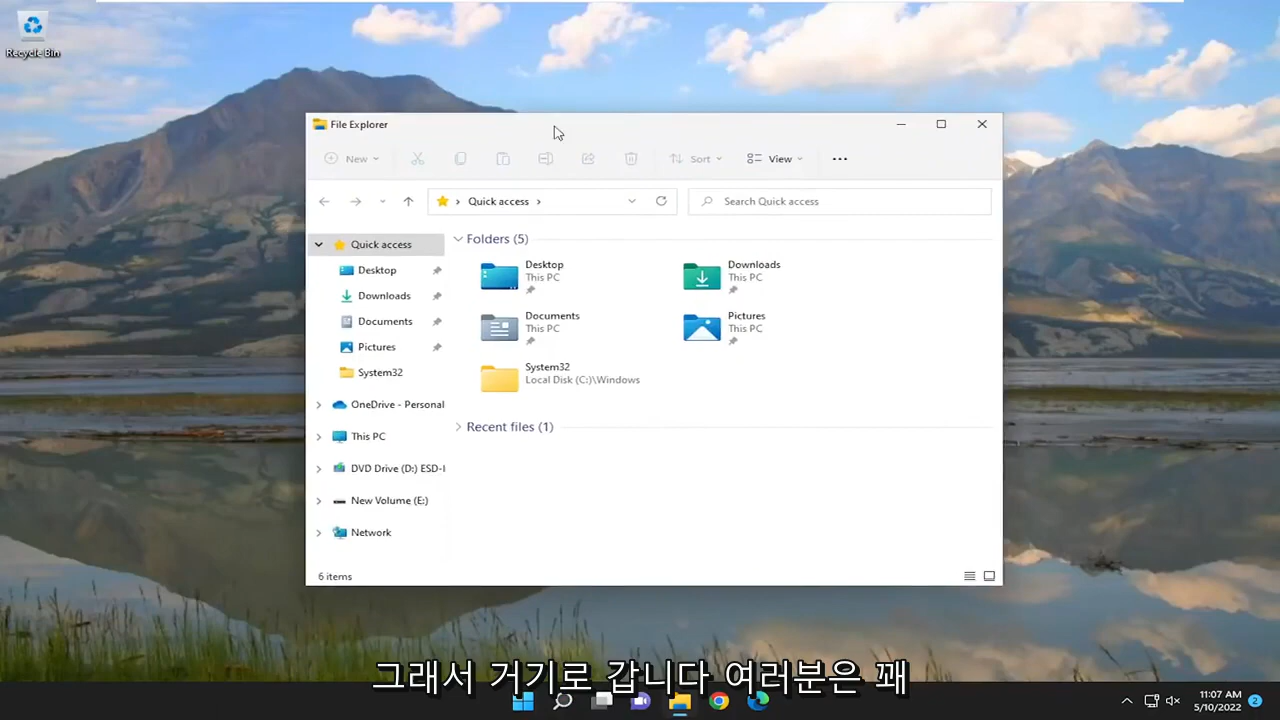 Recycle Bin
File Explorer
New
Sort
View
Quick access
Search Quick access
Quick access
Desktop
Downloads
Documents
Pictures
System32
OneDrive - Personal
This PC
DVD Drive (D:) ESD-I
New Volume (E:)
Network
Folders (5)
Desktop
This PC
Downloads
This PC
Documents
This PC
Pictures
This PC
System32
Local Disk (C:)\Windows
Recent files (1)
6 items
그래서 거기로 갑니다 여러분은 꽤
11:07 AM
5/10/2022
2